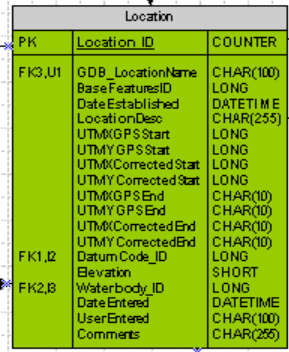 Location
PK Location ID COUNTER
FK3,U1 GDB_LocationName CHAR(100)
BaseFeaturesID LONG
DateEstablished DATETIME
LocationDesc CHAR(255)
UTMXGPSStart LONG
UTMYGPSStart LONG
UTMXCorrectedStart LONG
UTMYCorrectedStart LONG
UTMXGPSEnd CHAR(10)
UTMYGPSEnd CHAR(10)
UTMXCorrectedEnd CHAR(10)
UTMYCorrectedEnd CHAR(10)
FK1,I2 DatumCode_ID LONG
Elevation SHORT
FK2,I3 Waterbody_ID LONG
DateEntered DATETIME
UserEntered CHAR(100)
Comments CHAR(255)